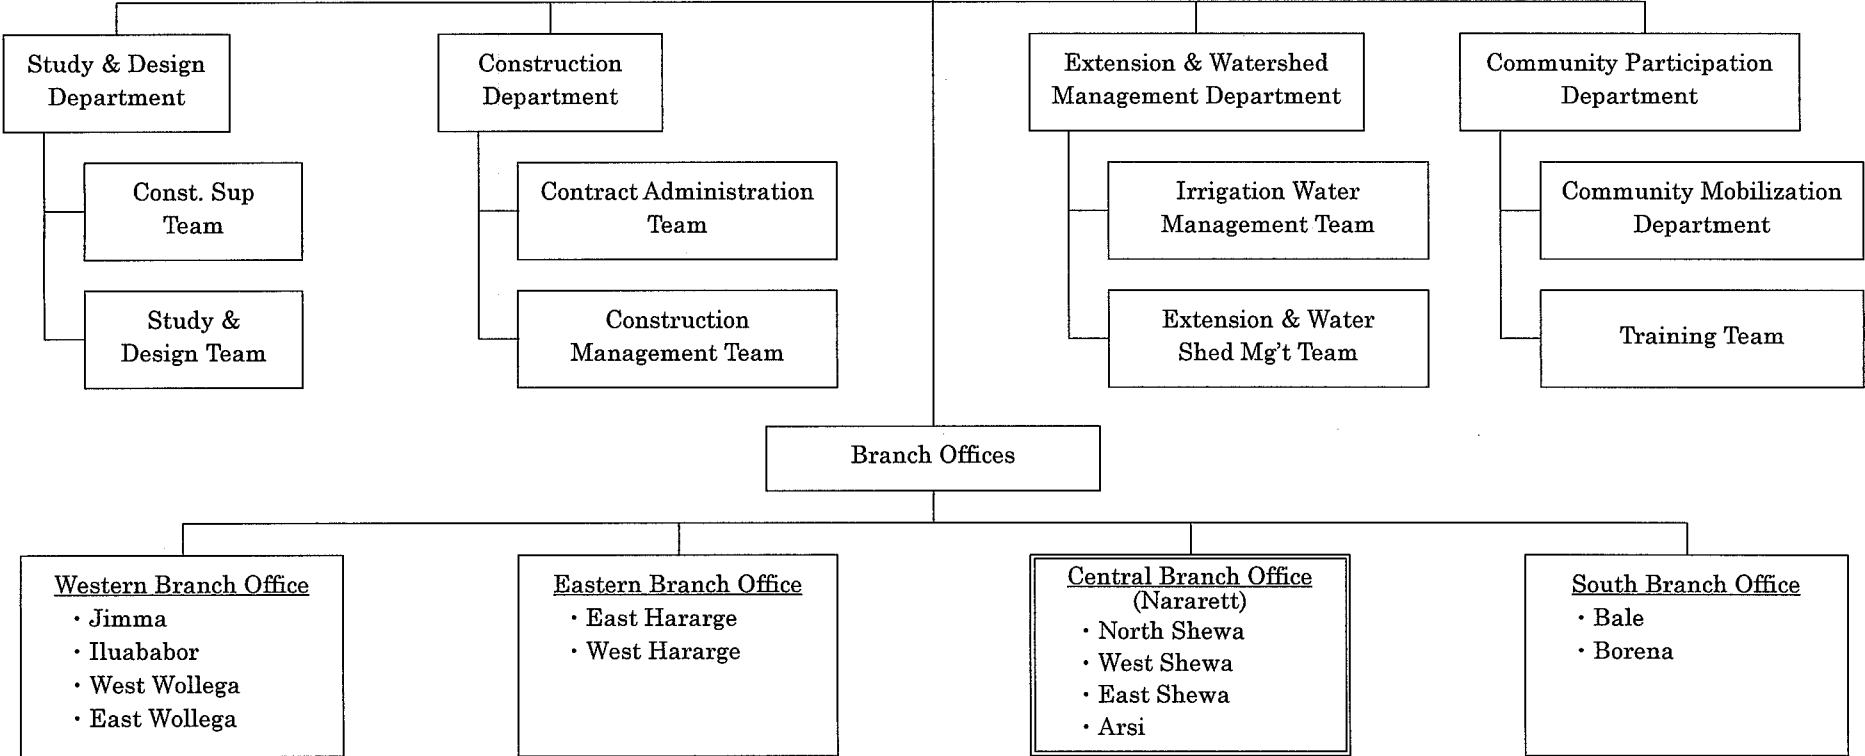 Study & Design
Department
Construction
Department
Extension & Watershed
Management Department
Community Participation
Department
Const. Sup
Team
Contract Administration
Team
Irrigation Water
Management Team
Community Mobilization
Department
Study &
Design Team
Construction
Management Team
Extension & Water
Shed Mg't Team
Training Team
Branch Offices
Western Branch Office
・Jimma
・Iluababor
・West Wollega
・East Wollega
Eastern Branch Office
・East Hararge
・West Hararge
Central Branch Office
(Nararett)
・North Shewa
・West Shewa
・East Shewa
・Arsi
South Branch Office
・Bale
・Borena